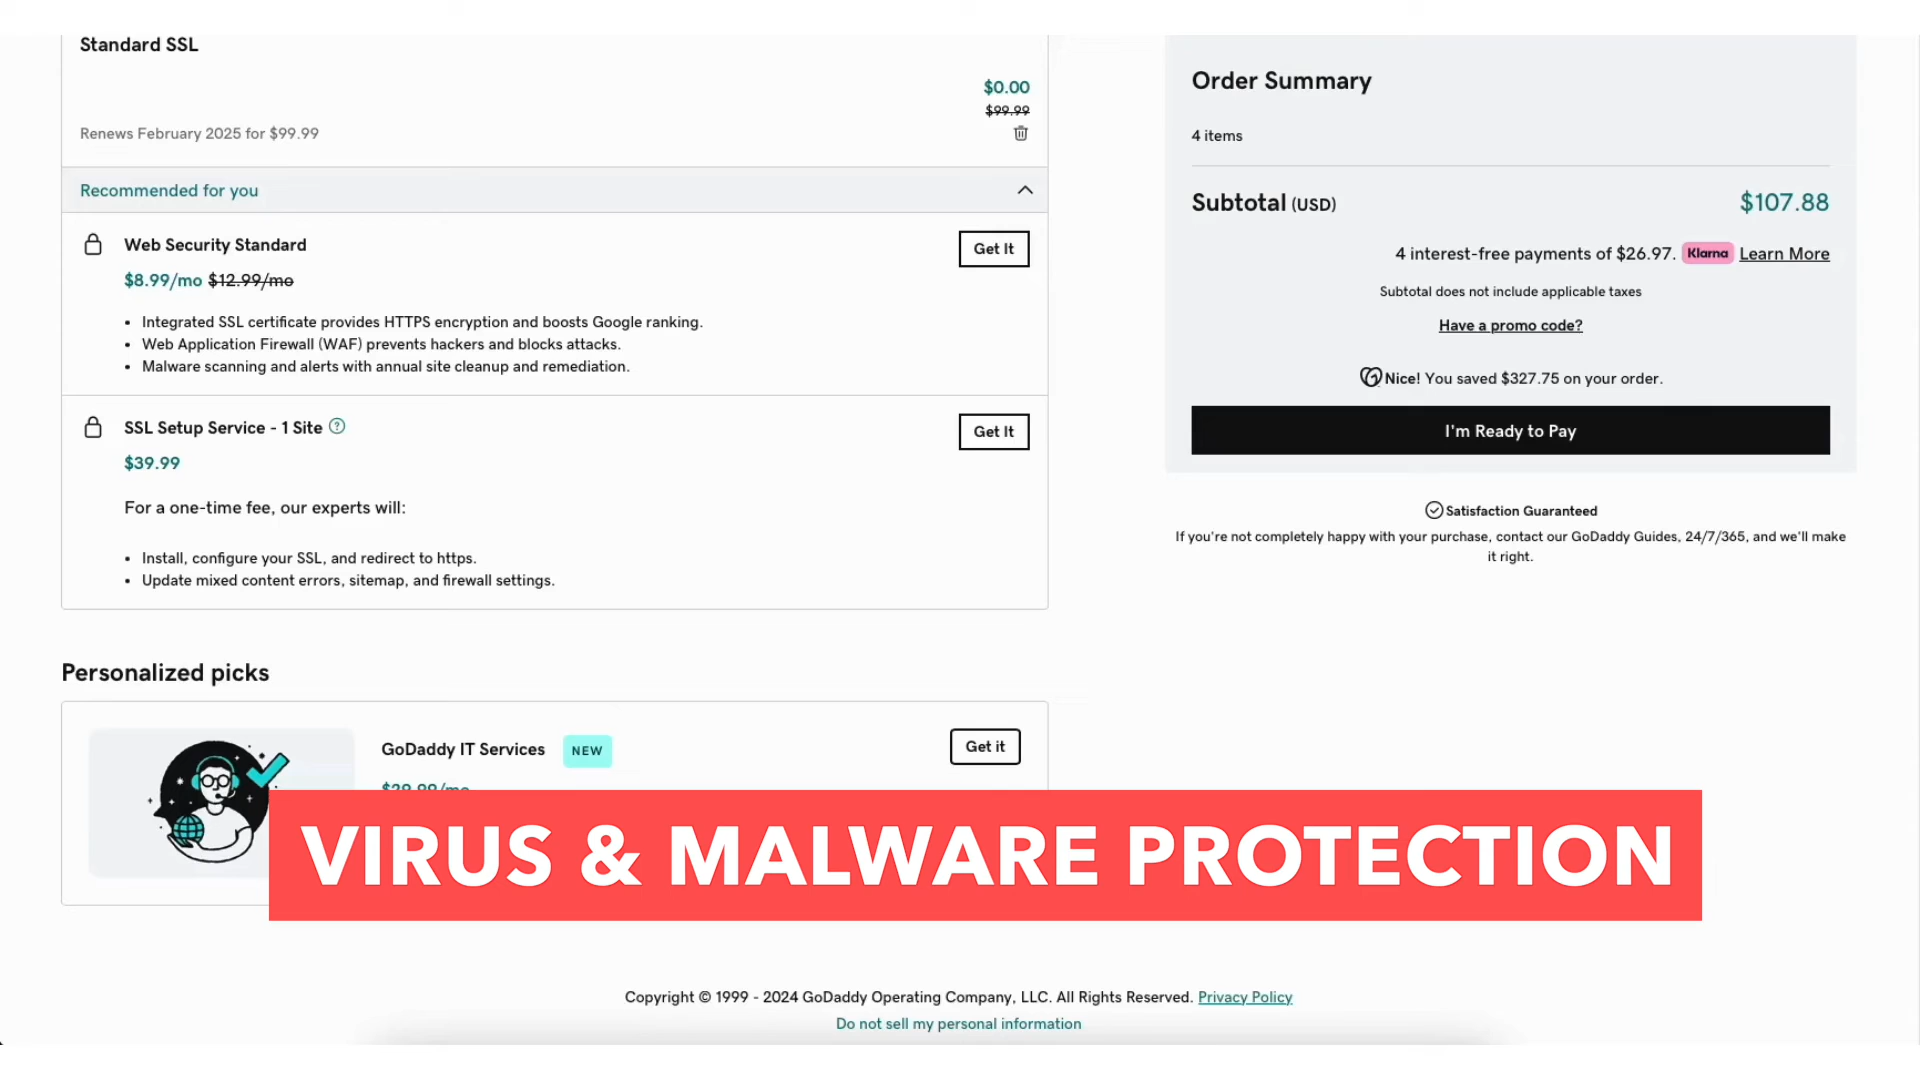 Standard SSL
$0.00
$99.99
Renews February 2025 for $99.99
Recommended for you
Web Security Standard
Get It
$8.99/mo $12.99/mo
• Integrated SSL certificate provides HTTPS encryption and boosts Google ranking.
• Web Application Firewall (WAF) prevents hackers and blocks attacks.
• Malware scanning and alerts with annual site cleanup and remediation.
SSL Setup Service - 1 Site ?
Get It
$39.99
For a one-time fee, our experts will:
• Install, configure your SSL, and redirect to https.
• Update mixed content errors, sitemap, and firewall settings.
Personalized picks
GoDaddy IT Services NEW
Get it
$29.99/mo
Order Summary
4 items
Subtotal (USD) $107.88
4 interest-free payments of $26.97. Klarna Learn More
Subtotal does not include applicable taxes
Have a promo code?
Nice! You saved $327.75 on your order.
I'm Ready to Pay
Satisfaction Guaranteed
If you're not completely happy with your purchase, contact our GoDaddy Guides, 24/7/365, and we'll make
it right.
VIRUS & MALWARE PROTECTION
Copyright © 1999 - 2024 GoDaddy Operating Company, LLC. All Rights Reserved. Privacy Policy
Do not sell my personal information